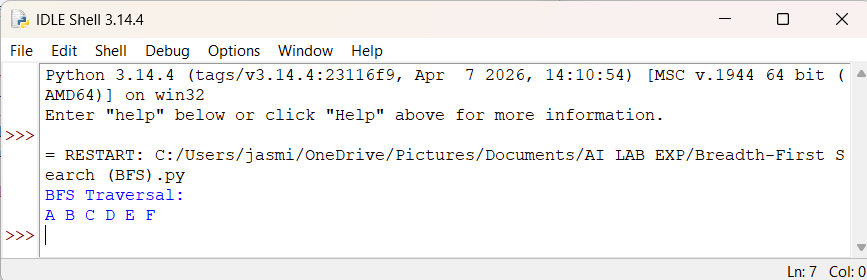 IDLE Shell 3.14.4
File Edit Shell Debug Options Window Help
Python 3.14.4 (tags/v3.14.4:23116f9, Apr  7 2026, 14:10:54) [MSC v.1944 64 bit (
AMD64)] on win32
Enter "help" below or click "Help" above for more information.
>>>
= RESTART: C:/Users/jasmi/OneDrive/Pictures/Documents/AI LAB EXP/Breadth-First S
earch (BFS).py
BFS Traversal:
A B C D E F
>>>
Ln: 7 Col: 0